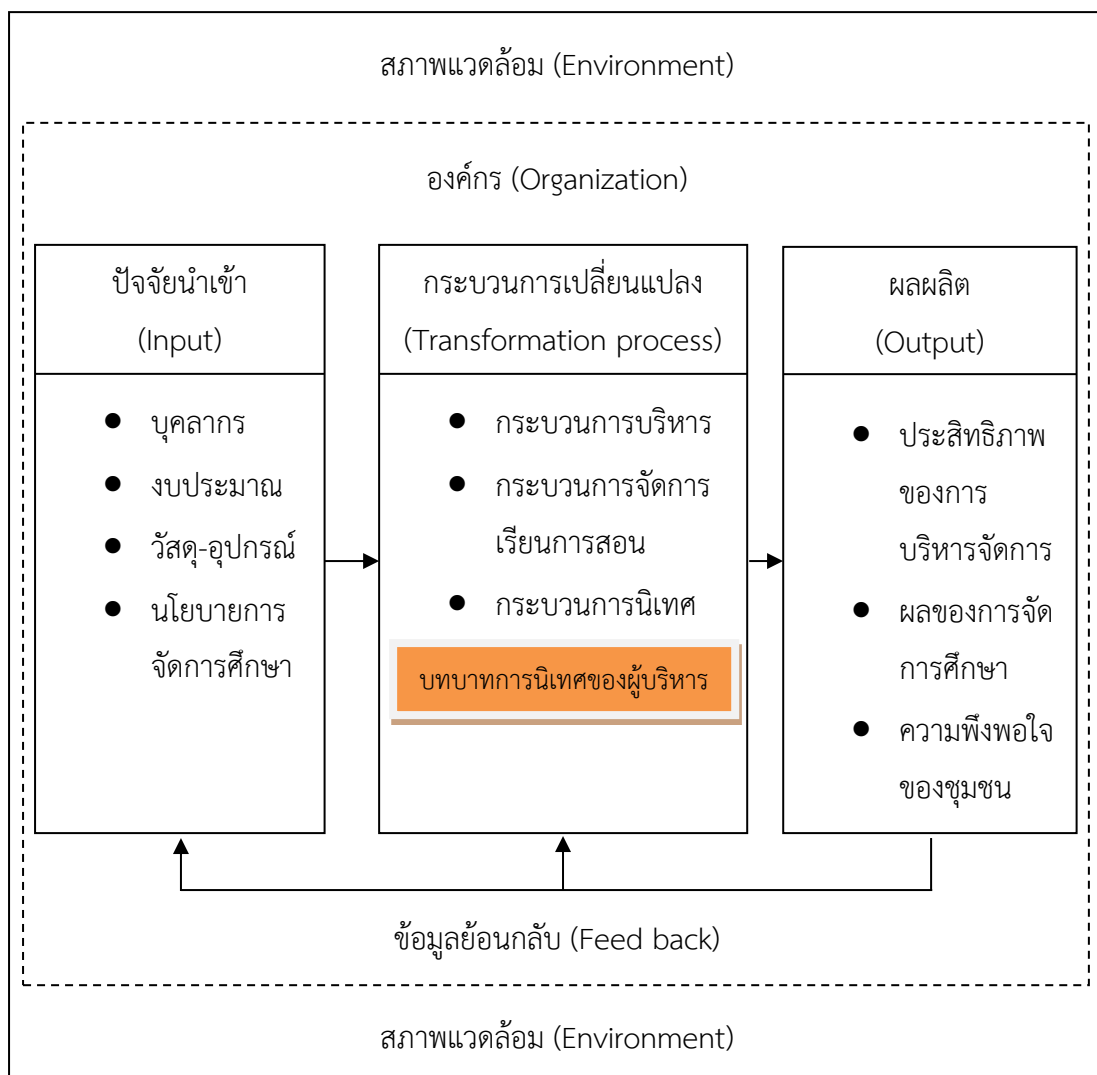 สภาพแวดล้อม (Environment)
องค์กร (Organization)
ปัจจัยนำเข้า
(Input)
● บุคลากร
● งบประมาณ
● วัสดุ-อุปกรณ์
● นโยบายการ
จัดการศึกษา
กระบวนการเปลี่ยนแปลง
(Transformation process)
● กระบวนการบริหาร
● กระบวนการจัดการ
เรียนการสอน
● กระบวนการนิเทศ
บทบาทการนิเทศของผู้บริหาร
ผลผลิต
(Output)
● ประสิทธิภาพ
ของการ
บริหารจัดการ
● ผลของการจัด
การศึกษา
● ความพึงพอใจ
ของชุมชน
ข้อมูลย้อนกลับ (Feed back)
สภาพแวดล้อม (Environment)